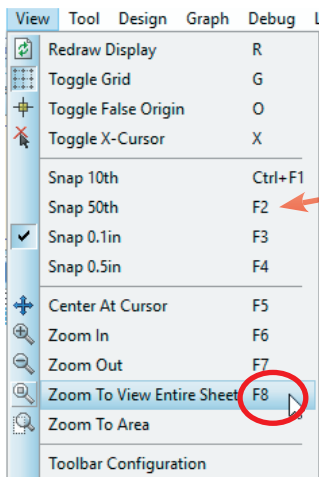 View Tool Design Graph Debug L
Redraw Display R
Toggle Grid G
Toggle False Origin O
Toggle X-Cursor X
Snap 10th Ctrl+F1
Snap 50th F2
Snap 0.1in F3
Snap 0.5in F4
Center At Cursor F5
Zoom In F6
Zoom Out F7
Zoom To View Entire Sheet F8
Zoom To Area
Toolbar Configuration